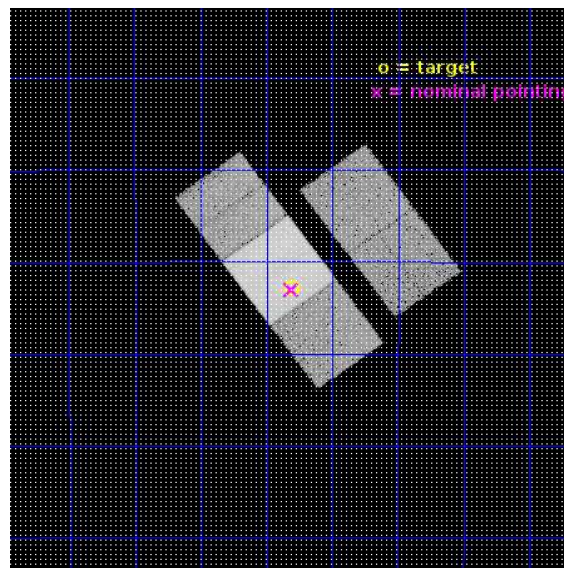 o = target
x = nominal pointing